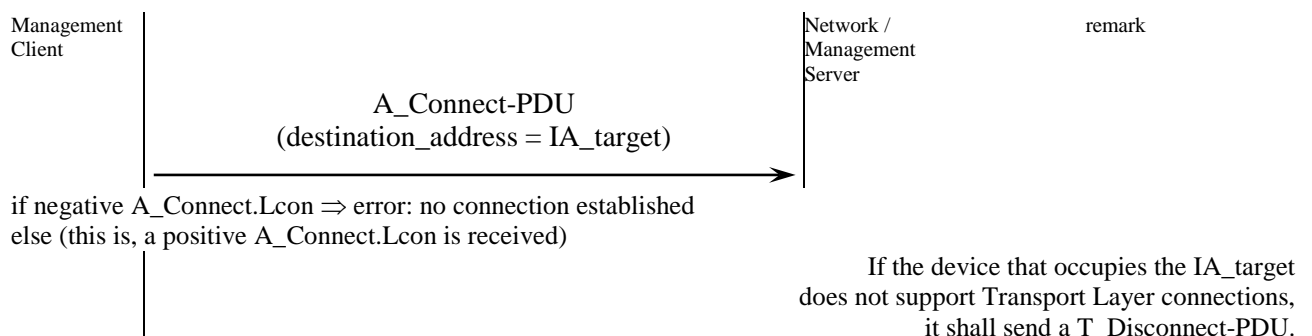 Management
Client
Network /
Management
Server
remark
A_Connect-PDU
(destination_address = IA_target)
if negative A_Connect.Lcon ⇒ error: no connection established
else (this is, a positive A_Connect.Lcon is received)
If the device that occupies the IA_target
does not support Transport Layer connections,
it shall send a T_Disconnect-PDU.